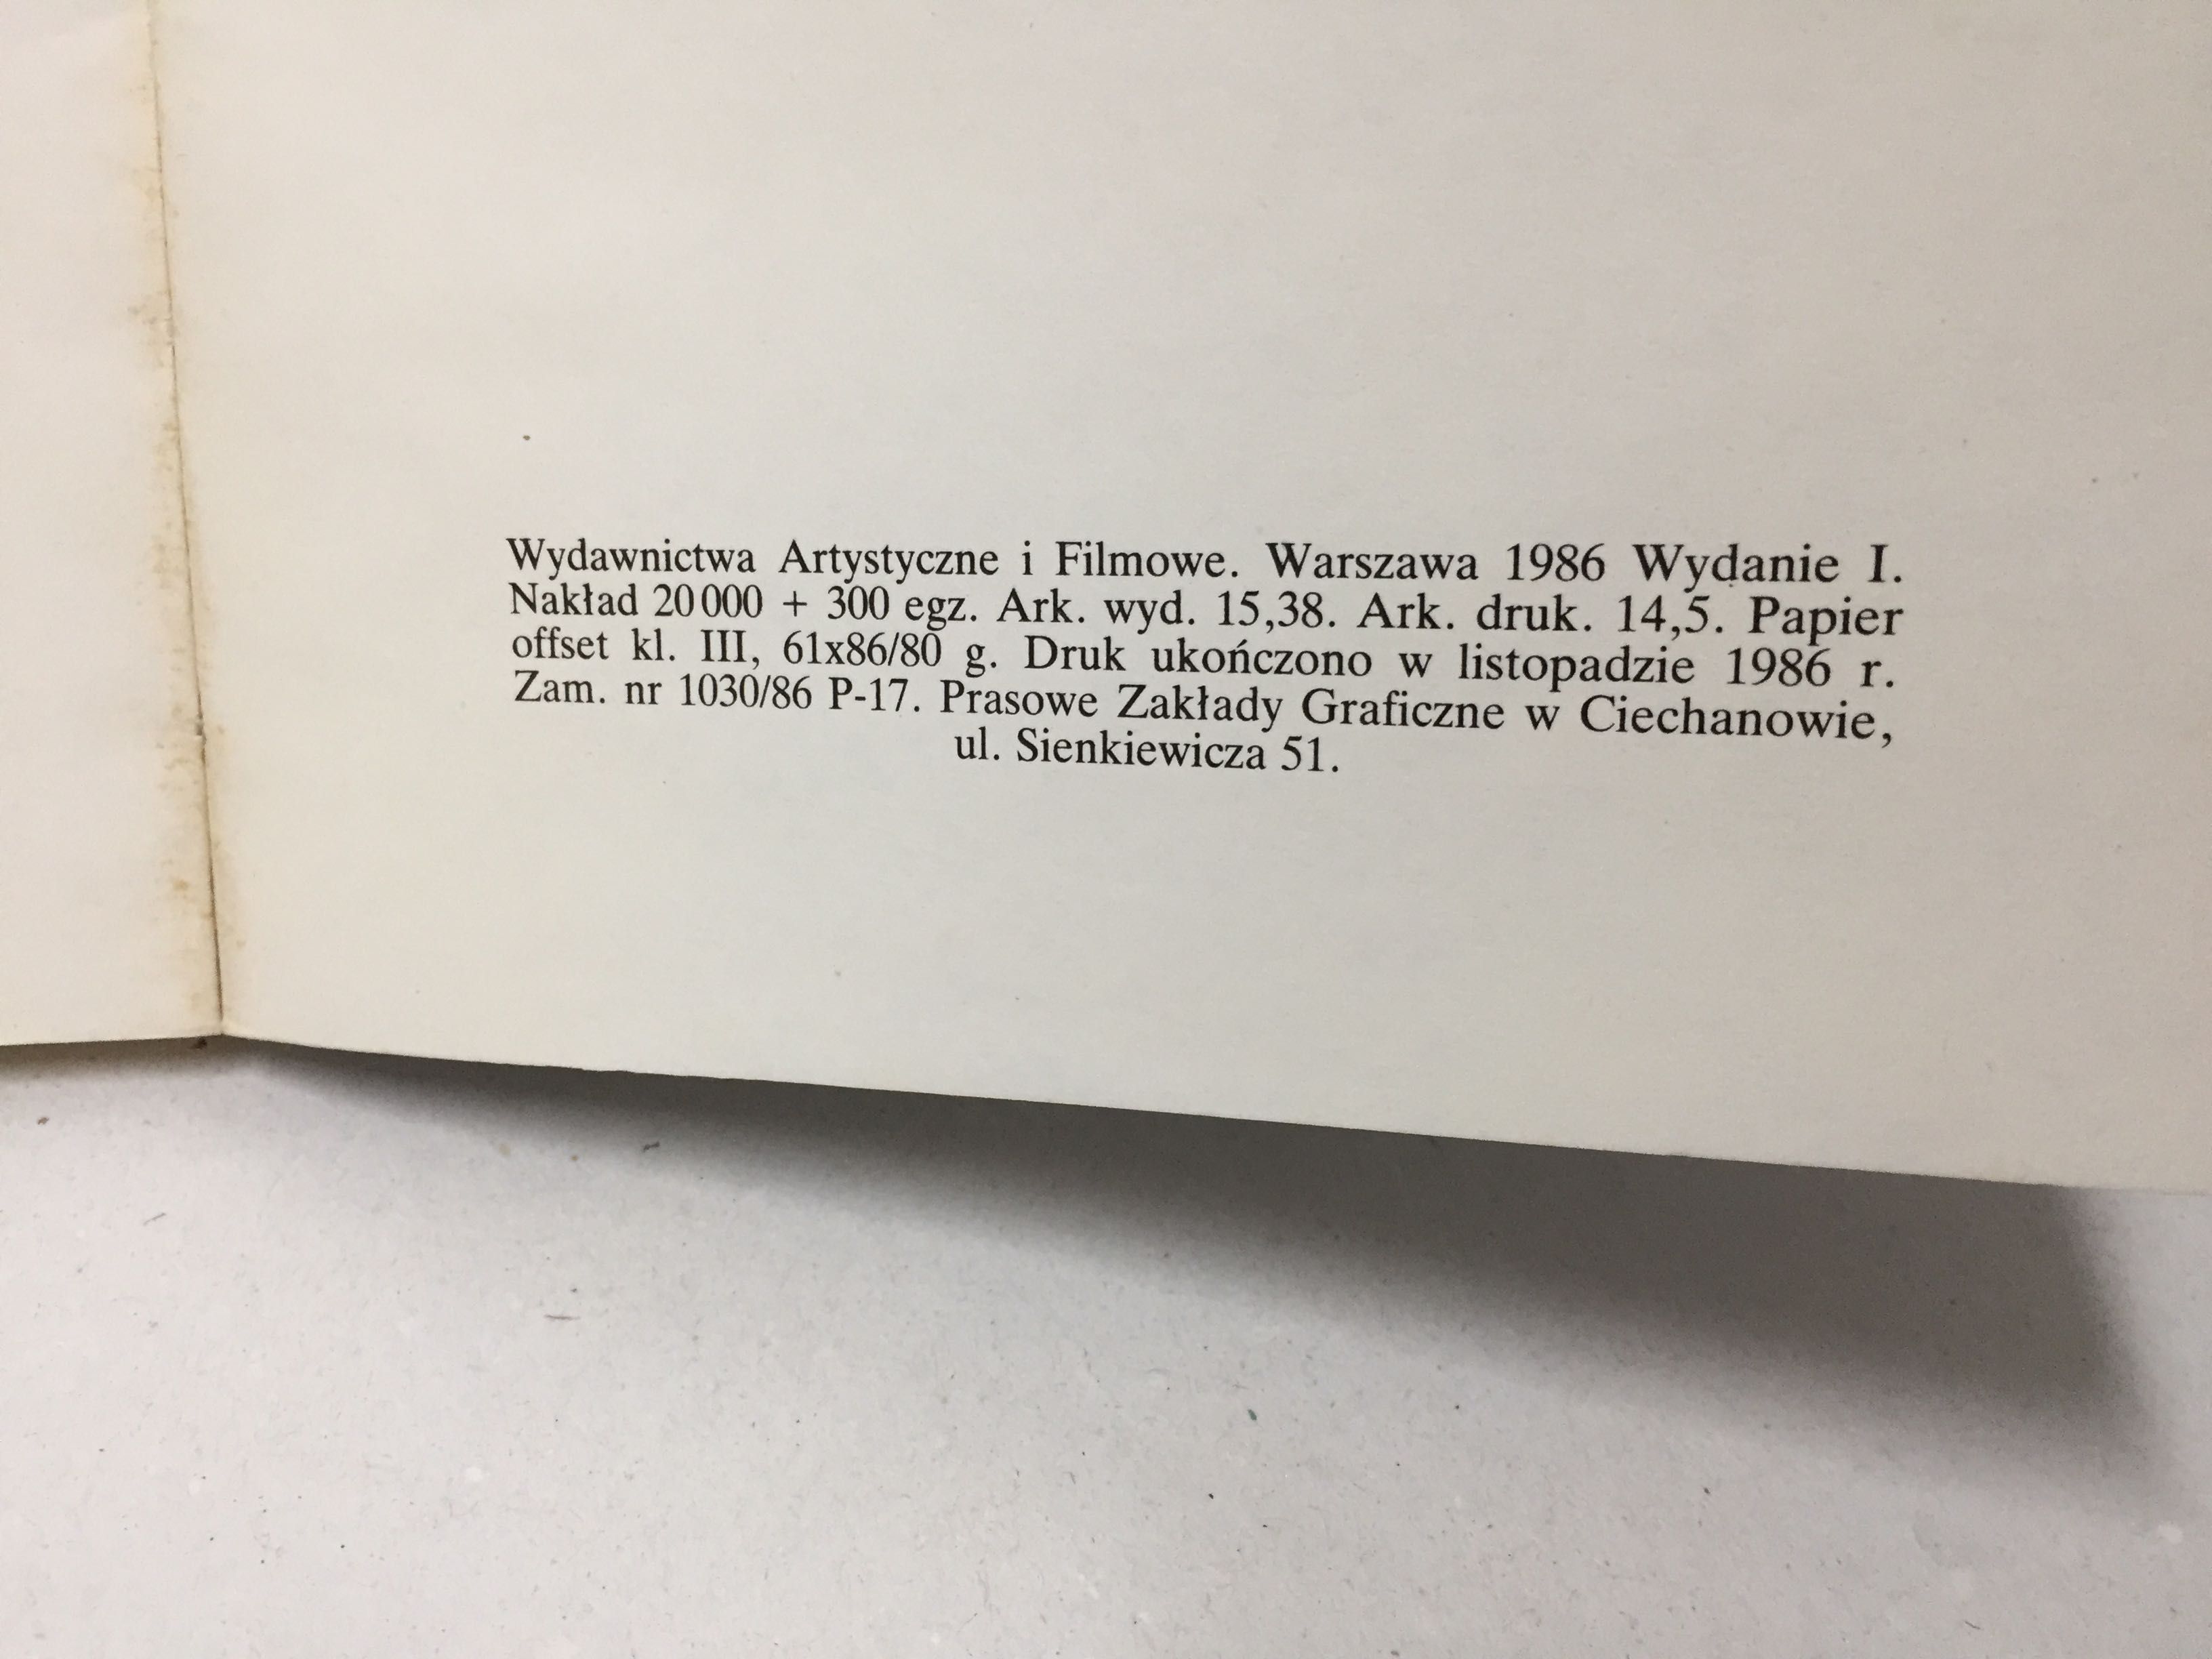 Wydawnictwa Artystyczne i Filmowe. Warszawa 1986 Wydanie I.
Nakład 20 000 + 300 egz. Ark. wyd. 15,38. Ark. druk. 14,5. Papier
offset kl. III, 61x86/80 g. Druk ukończono w listopadzie 1986 r.
Zam. nr 1030/86 P-17. Prasowe Zakłady Graficzne w Ciechanowie,
ul. Sienkiewicza 51.